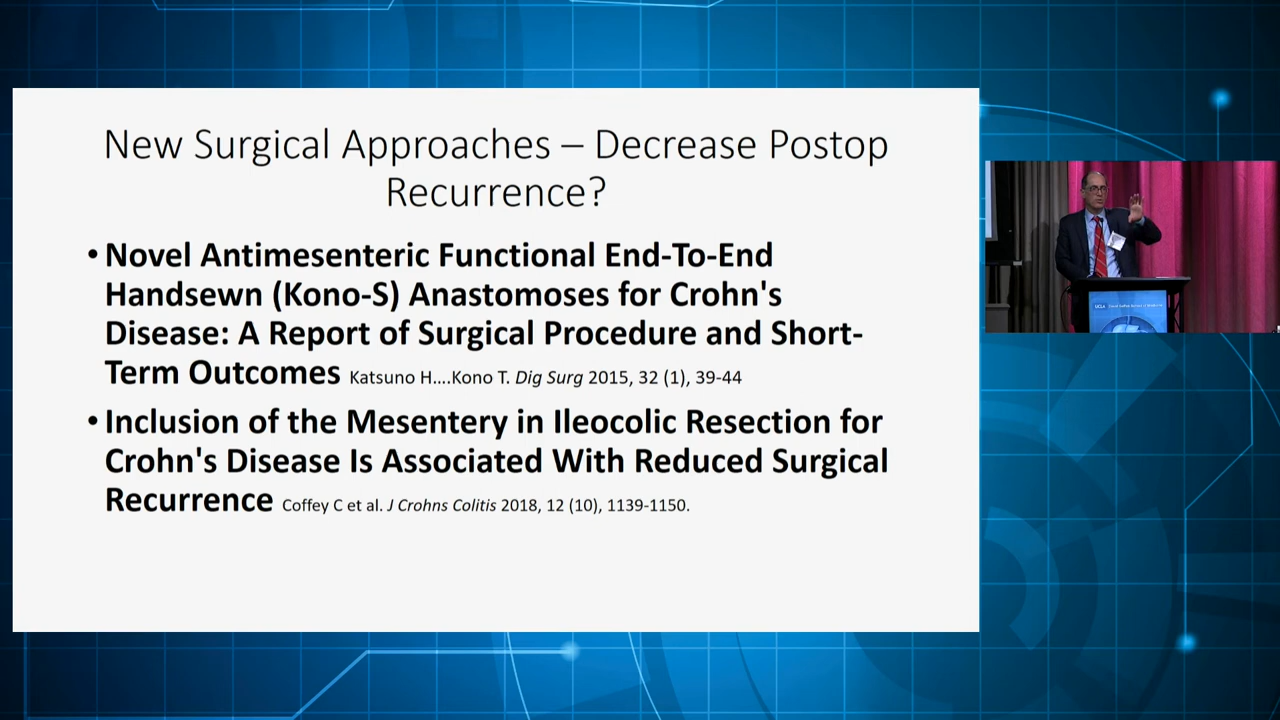 New Surgical Approaches – Decrease Postop
Recurrence?
• Novel Antimesenteric Functional End-To-End
Handsewn (Kono-S) Anastomoses for Crohn's
Disease: A Report of Surgical Procedure and Short-
Term Outcomes Katsuno H....Kono T. Dig Surg 2015, 32 (1), 39-44
• Inclusion of the Mesentery in Ileocolic Resection for
Crohn's Disease Is Associated With Reduced Surgical
Recurrence Coffey C et al. J Crohns Colitis 2018, 12 (10), 1139-1150.
UCLA